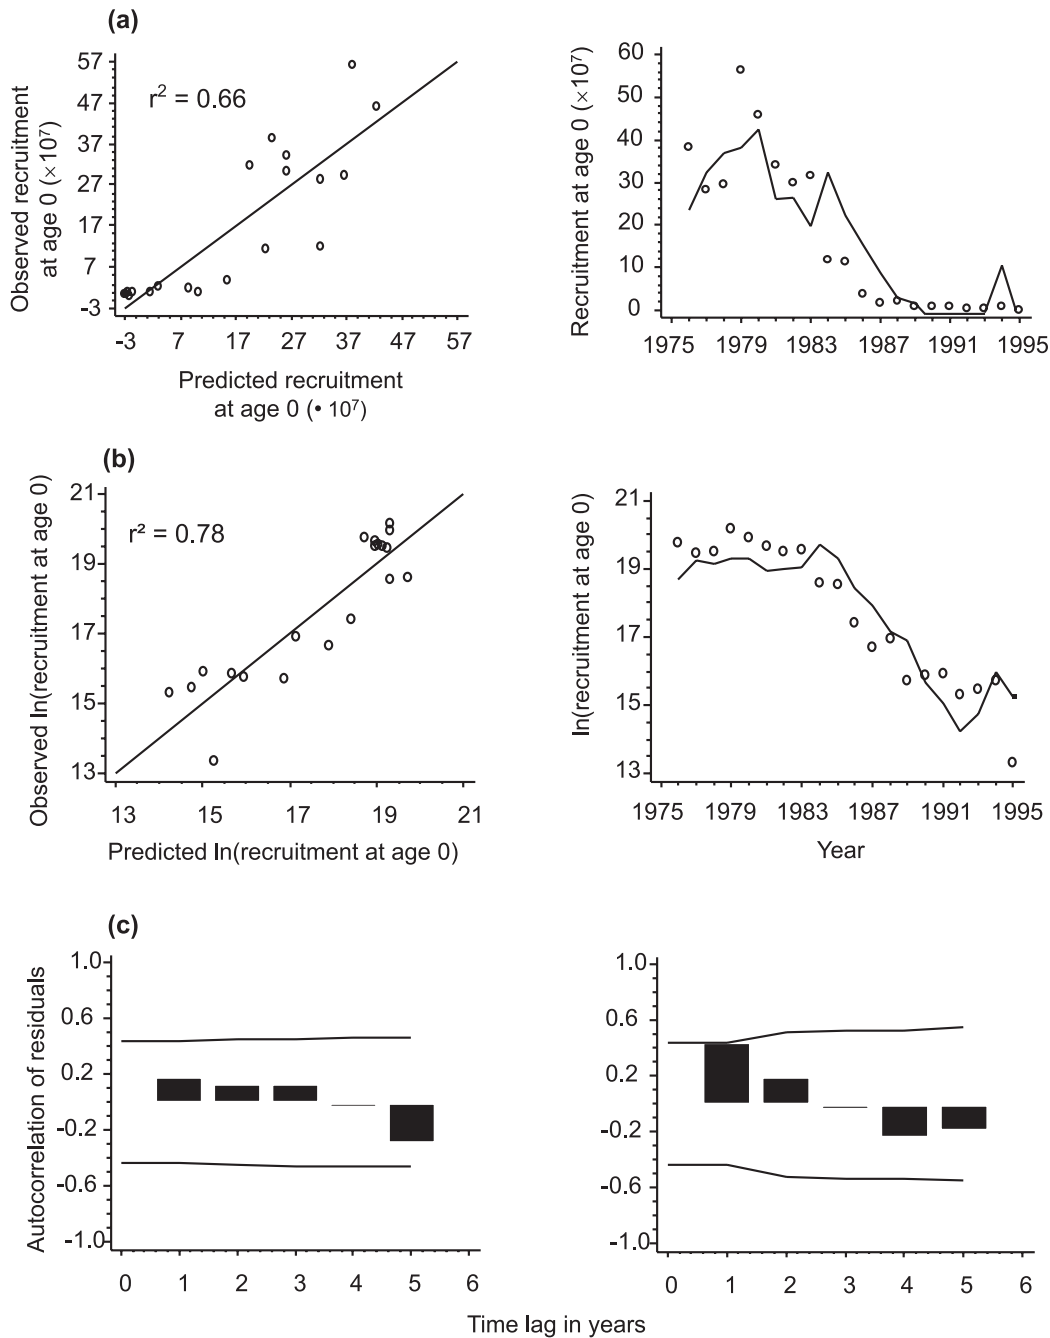 (a)
57
47
37
27
17
7
-3
Observed recruitment
at age 0 (×10⁷)
r² = 0.66
-3 7 17 27 37 47 57
Predicted recruitment
at age 0 (• 10⁷)
60
50
40
30
20
10
0
Recruitment at age 0 (×10⁷)
1975 1979 1983 1987 1991 1995
(b)
21
19
17
15
13
Observed ln(recruitment at age 0)
r² = 0.78
13 15 17 19 21
Predicted ln(recruitment at age 0)
21
19
17
15
13
ln(recruitment at age 0)
1975 1979 1983 1987 1991 1995
Year
(c)
1.0
0.6
0.2
-0.2
-0.6
-1.0
Autocorrelation of residuals
0 1 2 3 4 5 6
1.0
0.6
0.2
-0.2
-0.6
-1.0
0 1 2 3 4 5 6
Time lag in years